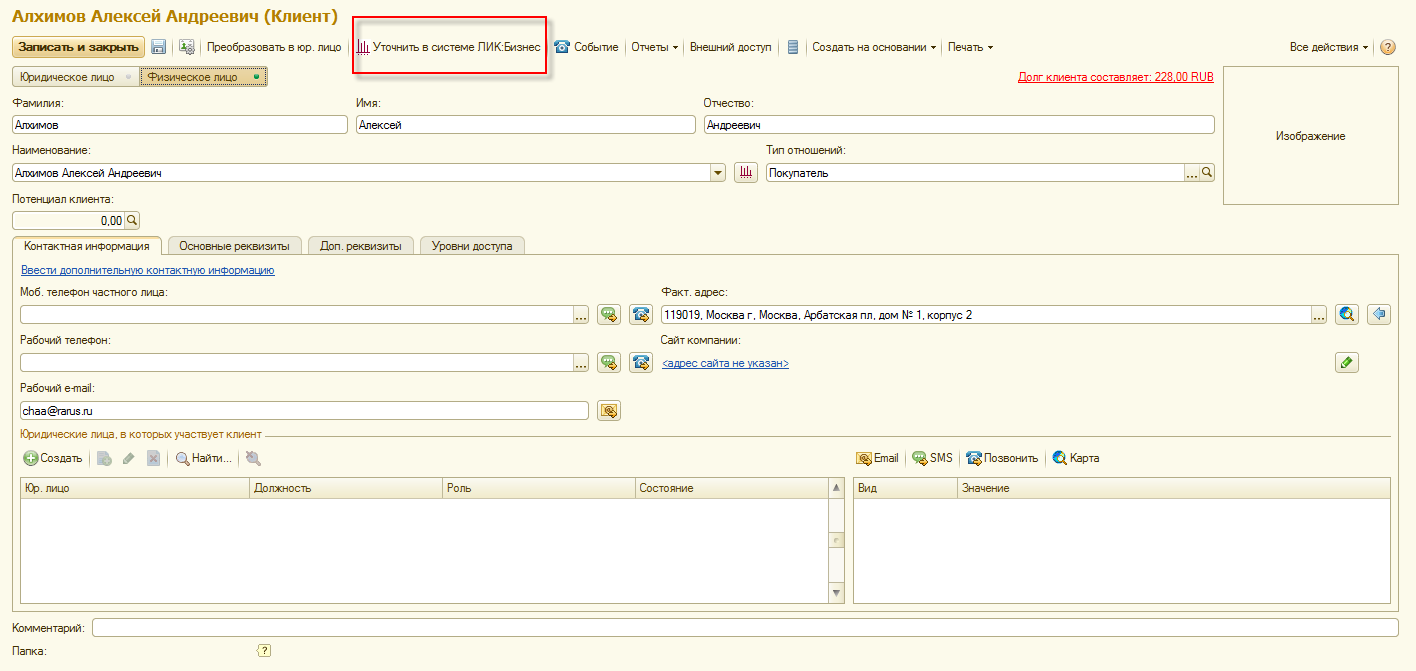 Алхимов Алексей Андреевич (Клиент)
Записать и закрыть Преобразовать в юр. лицо Уточнить в системе ЛИК:Бизнес Событие Отчеты Внешний доступ Создать на основании Печать Все действия ?
Юридическое лицо Физическое лицо Долг клиента составляет: 228,00 RUB
Фамилия: Имя: Отчество:
Алхимов Алексей Андреевич
Изображение
Наименование: Тип отношений:
Алхимов Алексей Андреевич Покупатель ...
Потенциал клиента:
0,00
Контактная информация Основные реквизиты Доп. реквизиты Уровни доступа
Ввести дополнительную контактную информацию
Моб. телефон частного лица: Факт. адрес:
... 119019, Москва г, Москва, Арбатская пл, дом № 1, корпус 2 ...
Рабочий телефон: Сайт компании:
... <адрес сайта не указан>
Рабочий e-mail:
chaa@rarus.ru
Юридические лица, в которых участвует клиент
Создать Найти... Email SMS Позвонить Карта
Юр. лицо Должность Роль Состояние Вид Значение
Комментарий:
Папка: ?